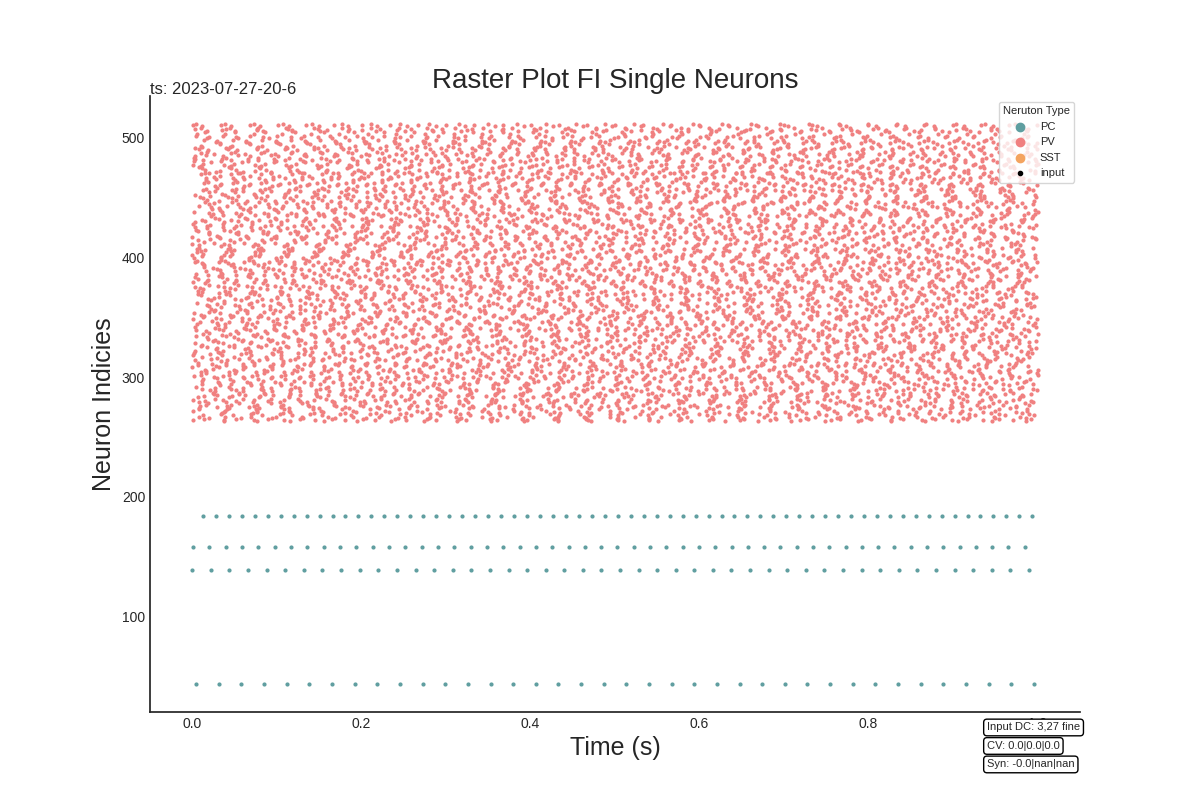 Raster Plot FI Single Neurons
ts: 2023-07-27-20-6
Neruton Type
PC
PV
SST
input
500
400
300
200
100
Neuron Indicies
0.0 0.2 0.4 0.6 0.8
Time (s)
Input DC: 3,27 fine
CV: 0.0|0.0|0.0
Syn: -0.0|nan|nan